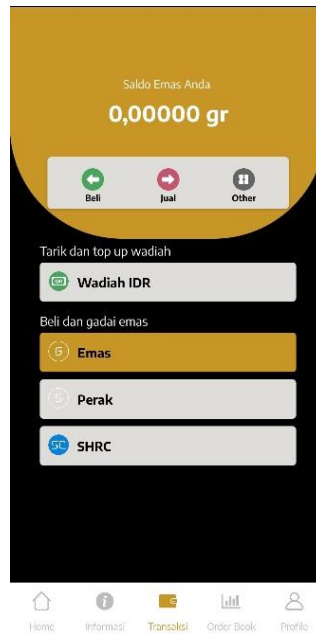 Saldo Emas Anda
0,00000 gr
Beli Jual Other
Tarik dan top up wadiah
Wadiah IDR
Beli dan gadai emas
Emas
Perak
SC SHRC
Home Informasi Transaksi Order Book Profile